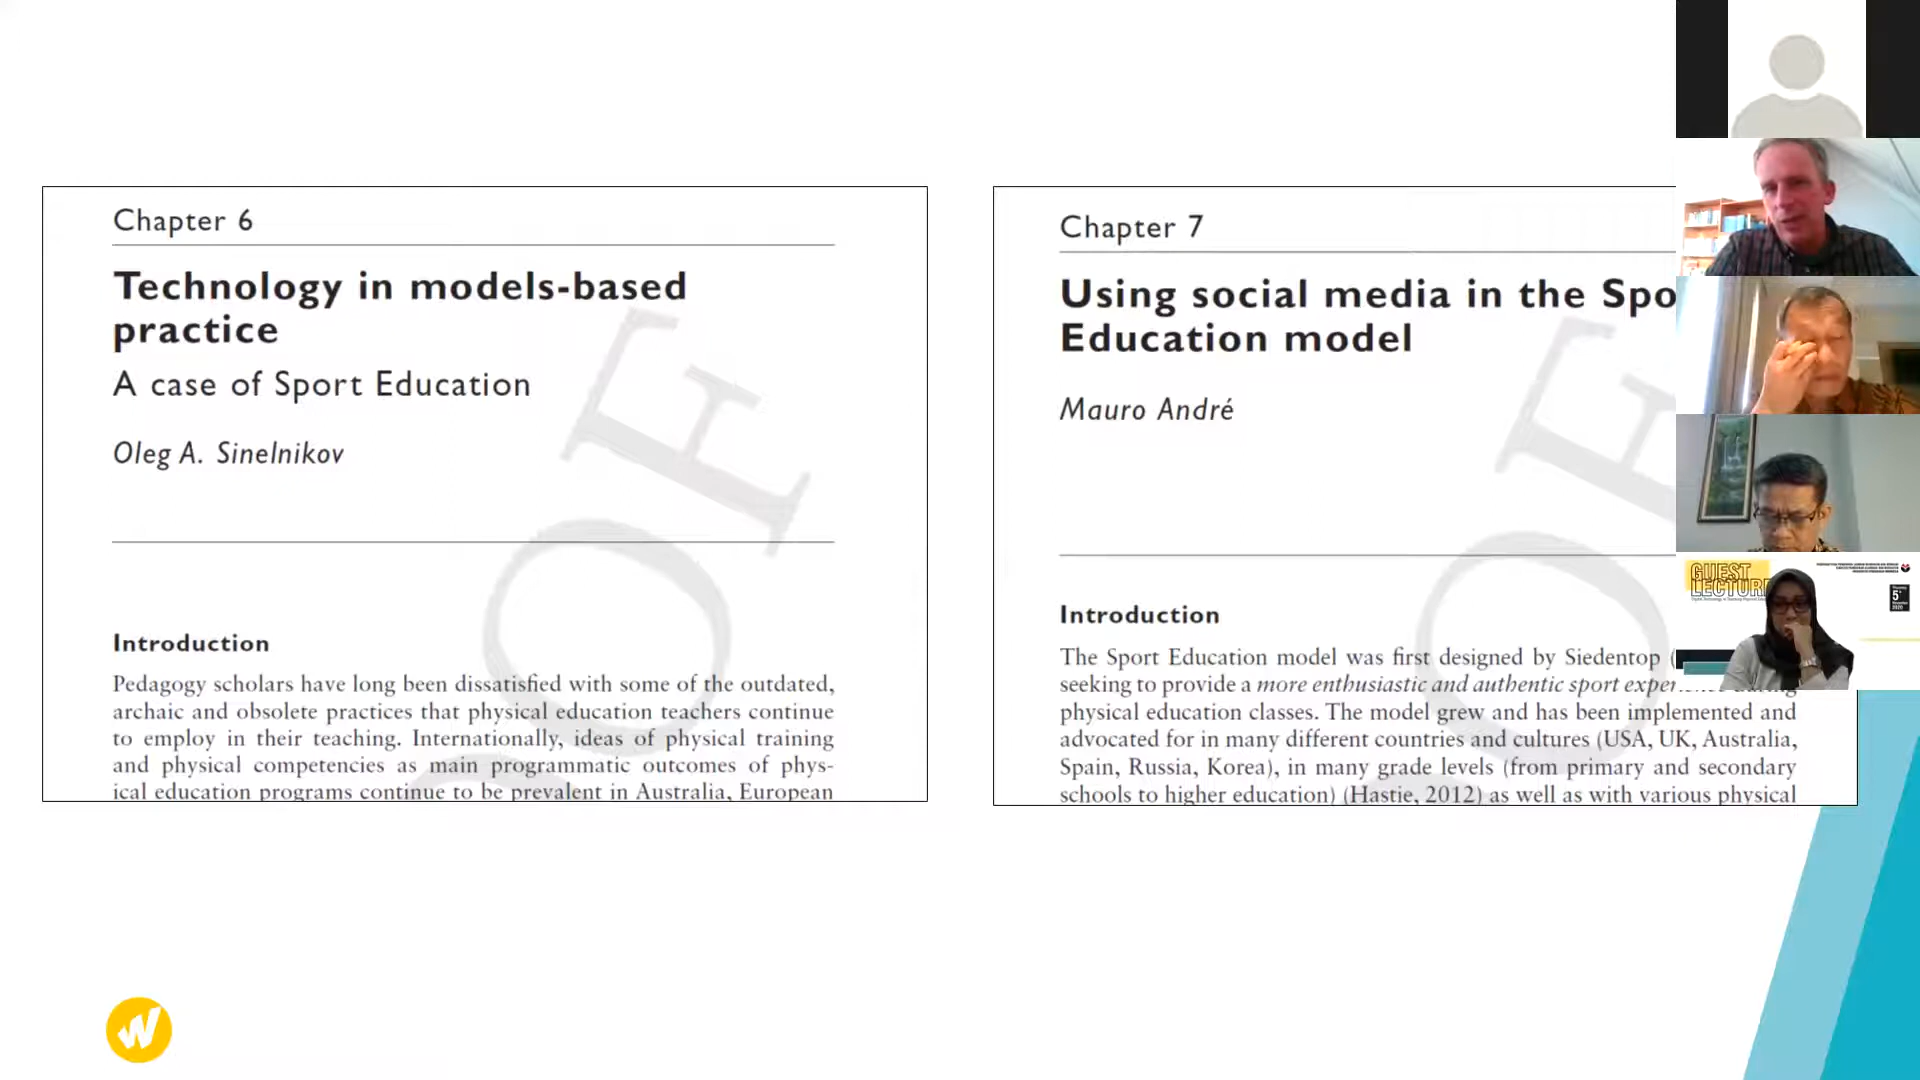 Chapter 6
Technology in models-based
practice
A case of Sport Education
Oleg A. Sinelnikov
Introduction
Pedagogy scholars have long been dissatisfied with some of the outdated,
archaic and obsolete practices that physical education teachers continue
to employ in their teaching. Internationally, ideas of physical training
and physical competencies as main programmatic outcomes of phys-
ical education programs continue to be prevalent in Australia, European
OF
Chapter 7
Using social media in the Spo
Education model
Mauro André
Introduction
The Sport Education model was first designed by Siedentop (
seeking to provide a more enthusiastic and authentic sport exper
physical education classes. The model grew and has been implemented and
advocated for in many different countries and cultures (USA, UK, Australia,
Spain, Russia, Korea), in many grade levels (from primary and secondary
schools to higher education) (Hastie, 2012) as well as with various physical
OF
GUEST
LECTURE
5
2020
W